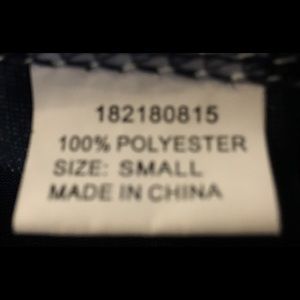 182180815
100% POLYESTER
SIZE: SMALL
MADE IN CHINA